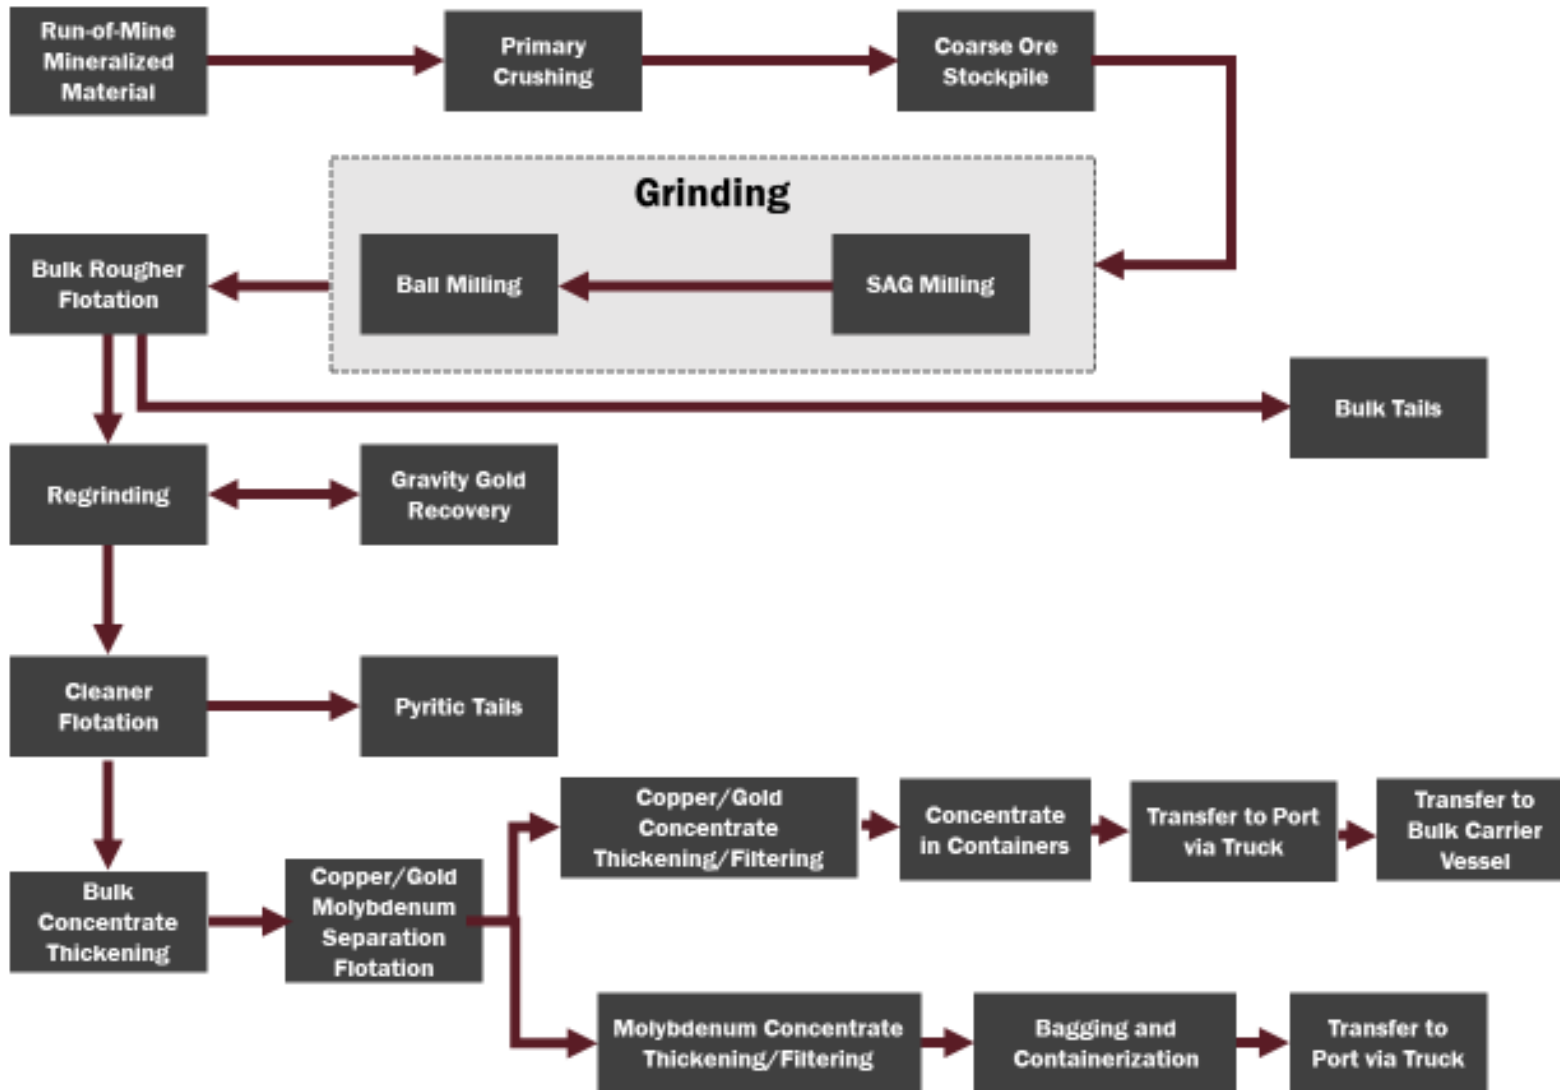 Run-of-Mine
Mineralized
Material
Primary
Crushing
Coarse Ore
Stockpile
Grinding
Bulk Rougher
Flotation
Ball Milling
SAG Milling
Bulk Tails
Regrinding
Gravity Gold
Recovery
Cleaner
Flotation
Pyritic Tails
Bulk
Concentrate
Thickening
Copper/Gold
Molybdenum
Separation
Flotation
Copper/Gold
Concentrate
Thickening/Filtering
Concentrate
in Containers
Transfer to Port
via Truck
Transfer to
Bulk Carrier
Vessel
Molybdenum Concentrate
Thickening/Filtering
Bagging and
Containerization
Transfer to
Port via Truck